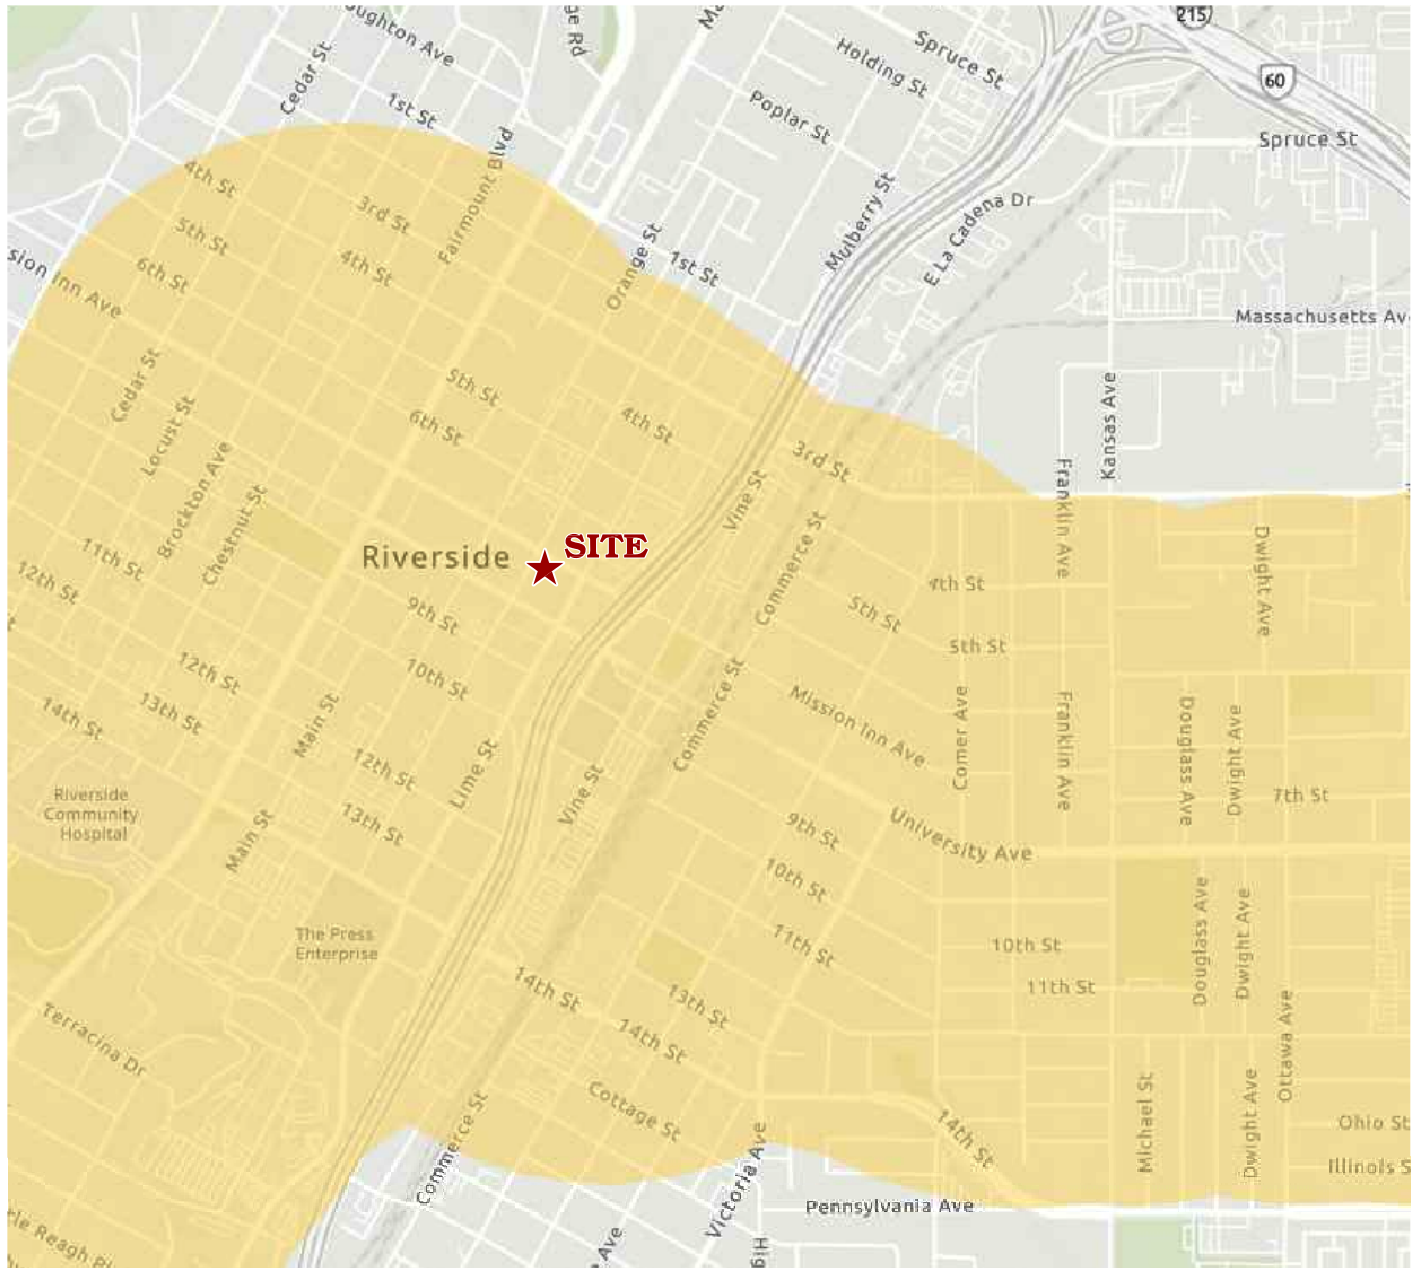 215
Spruce St
Holding St
60
Cedar St
1st St
Poplar St
Spruce St
Fairmount Blvd
4th St
3rd St
Mulberry St
E La Cadena Dr
5th St
Orange St
1st St
6th St
4th St
Inn Ave
Massachusetts Av
Cedar St
5th St
Kansas Ave
Locust St
6th St
4th St
3rd St
Brockton Ave
Vine St
Franklin Ave
Chestnut St
Riverside
SITE
11th St
Commerce St
Dwight Ave
12th St
9th St
5th St
5th St
12th St
10th St
Commerce St
Mission Inn Ave
Comer Ave
Franklin Ave
Douglass Ave
Dwight Ave
14th St
13th St
Main St
12th St
Lime St
Vine St
7th St
Riverside
Community
Hospital
Main St
13th St
9th St
University Ave
10th St
The Press
Enterprise
11th St
10th St
Douglass Ave
Dwight Ave
14th St
13th St
11th St
Terracina Dr
14th St
Ottawa Ave
Cottage St
14th St
Michael St
Dwight Ave
Ohio St
Commerce St
Victoria Ave
Illinois S
Pennsylvania Ave
Ave